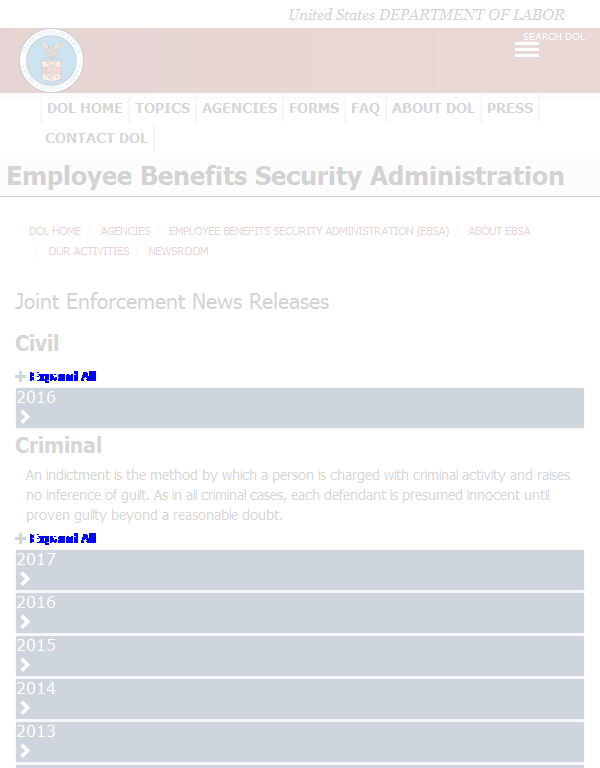 United States DEPARTMENT OF LABOR
SEARCH DOL
DOL HOME TOPICS AGENCIES FORMS FAQ ABOUT DOL PRESS
CONTACT DOL
Employee Benefits Security Administration
DOL HOME / AGENCIES / EMPLOYEE BENEFITS SECURITY ADMINISTRATION (EBSA) / ABOUT EBSA
/ OUR ACTIVITIES / NEWSROOM
Joint Enforcement News Releases
Civil
Expand All
2016
Criminal
An indictment is the method by which a person is charged with criminal activity and raises
no inference of guilt. As in all criminal cases, each defendant is presumed innocent until
proven guilty beyond a reasonable doubt.
Expand All
2017
2016
2015
2014
2013